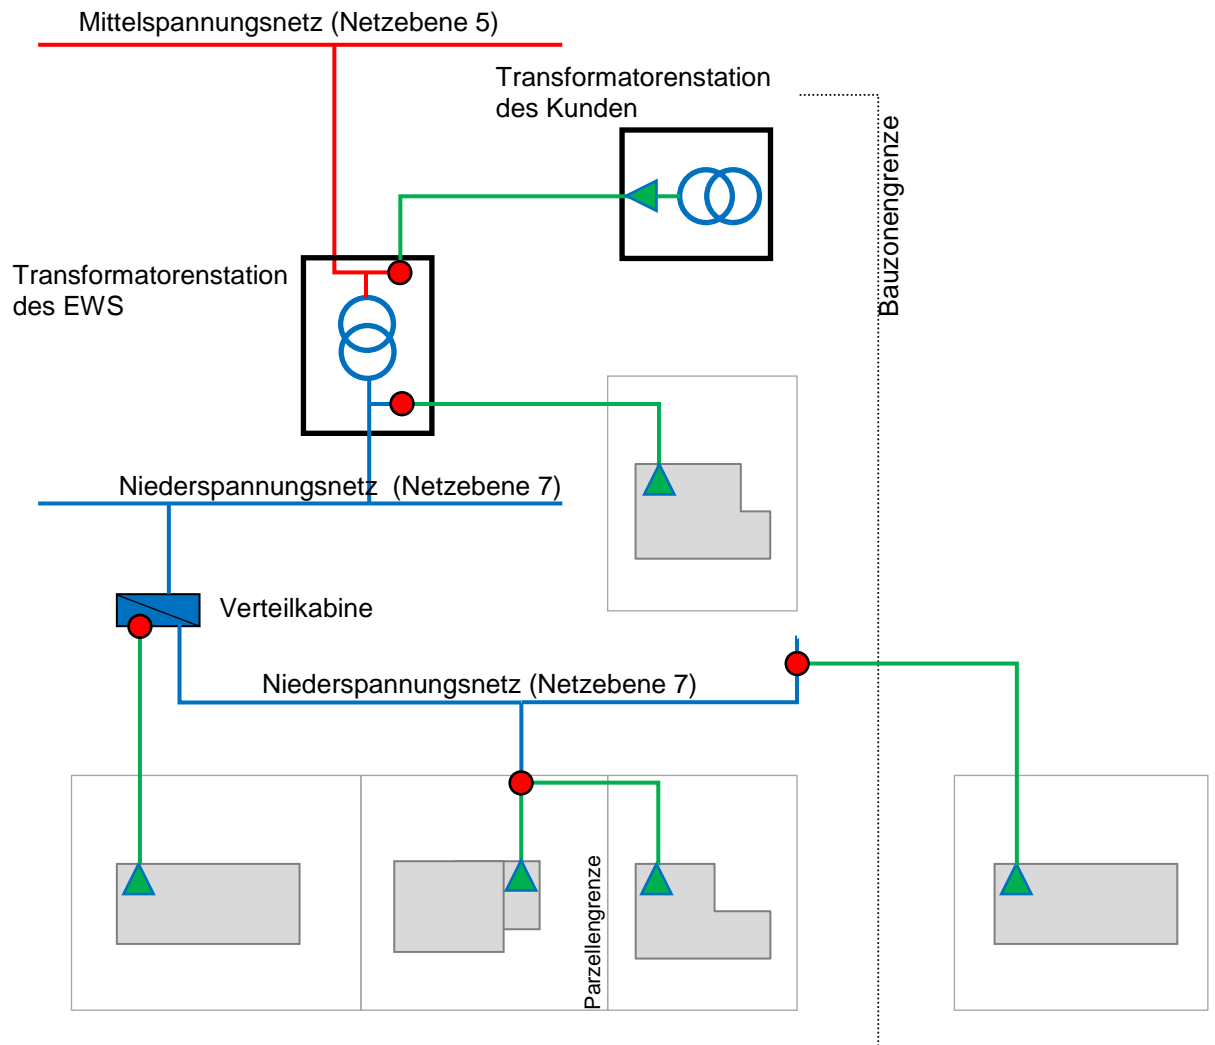 Mittelspannungsnetz (Netzebene 5)
Transformatorenstation
des Kunden
Bauzonengrenze
Transformatorenstation
des EWS
Niederspannungsnetz (Netzebene 7)
Verteilkabine
Niederspannungsnetz (Netzebene 7)
Parzellengrenze